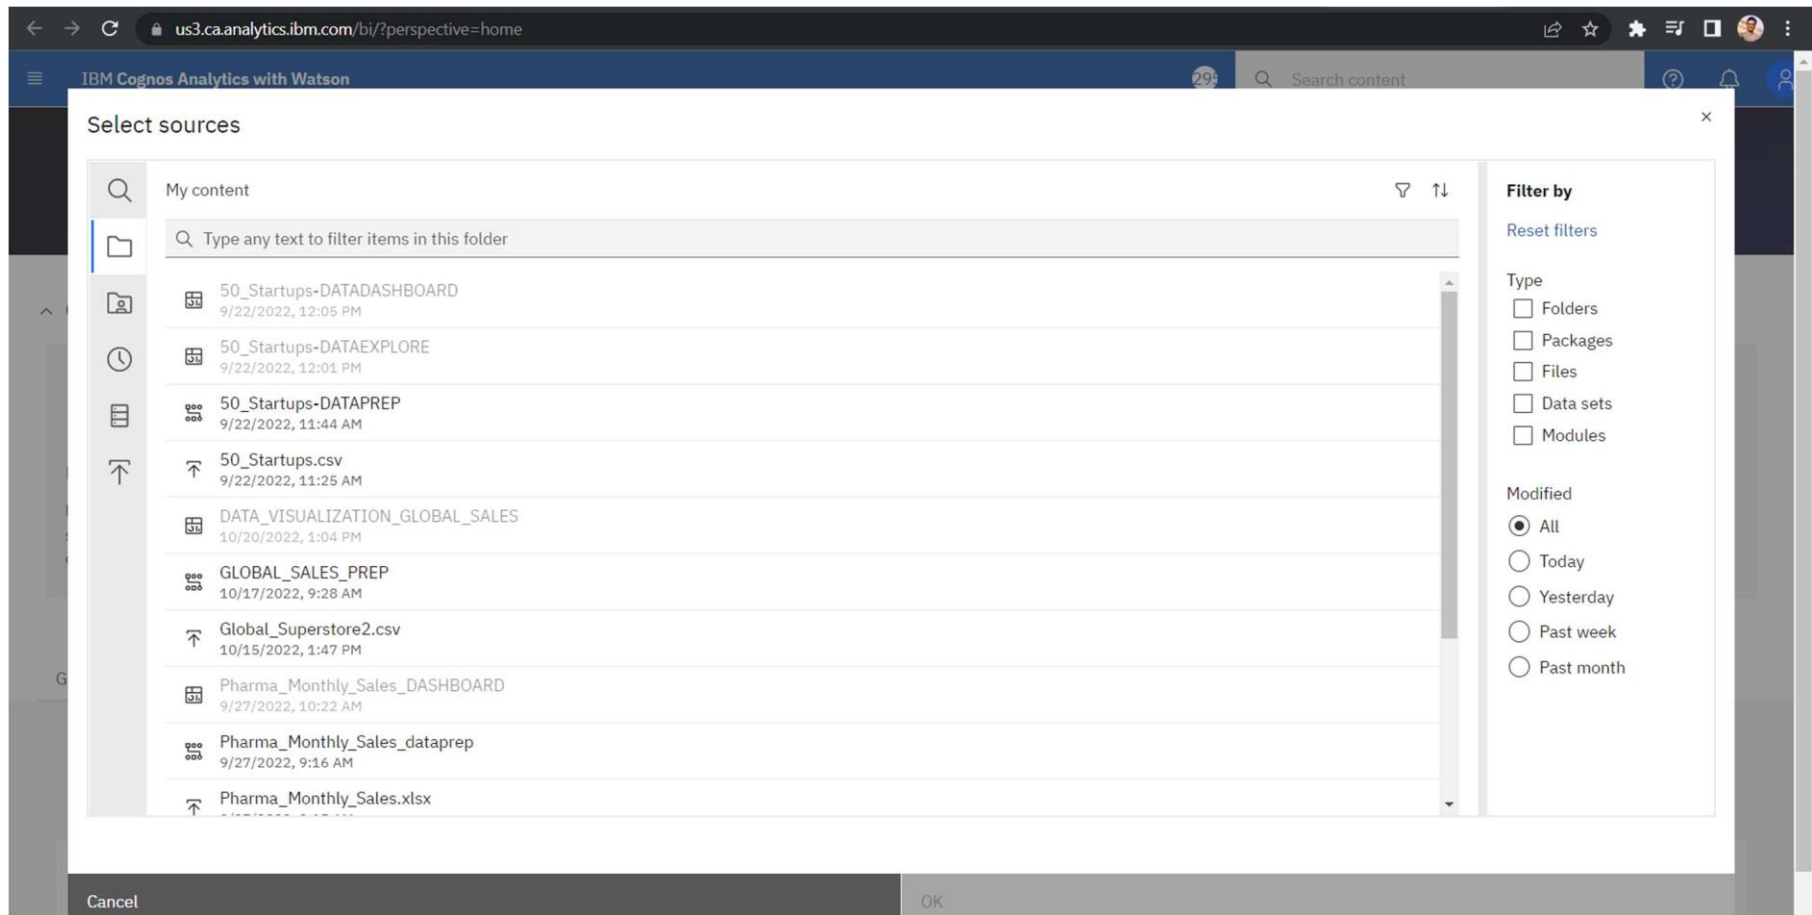 us3.ca.analytics.ibm.com/bi/?perspective=home
IBM Cognos Analytics with Watson
Search content
Select sources
My content
Type any text to filter items in this folder
50_Startups-DATADASHBOARD
9/22/2022, 12:05 PM
50_Startups-DATAEXPLORE
9/22/2022, 12:01 PM
50_Startups-DATAPREP
9/22/2022, 11:44 AM
50_Startups.csv
9/22/2022, 11:25 AM
DATA_VISUALIZATION_GLOBAL_SALES
10/20/2022, 1:04 PM
GLOBAL_SALES_PREP
10/17/2022, 9:28 AM
Global_Superstore2.csv
10/15/2022, 1:47 PM
Pharma_Monthly_Sales_DASHBOARD
9/27/2022, 10:22 AM
Pharma_Monthly_Sales_dataprep
9/27/2022, 9:16 AM
Pharma_Monthly_Sales.xlsx
Filter by
Reset filters
Type
Folders
Packages
Files
Data sets
Modules
Modified
All
Today
Yesterday
Past week
Past month
Cancel
OK